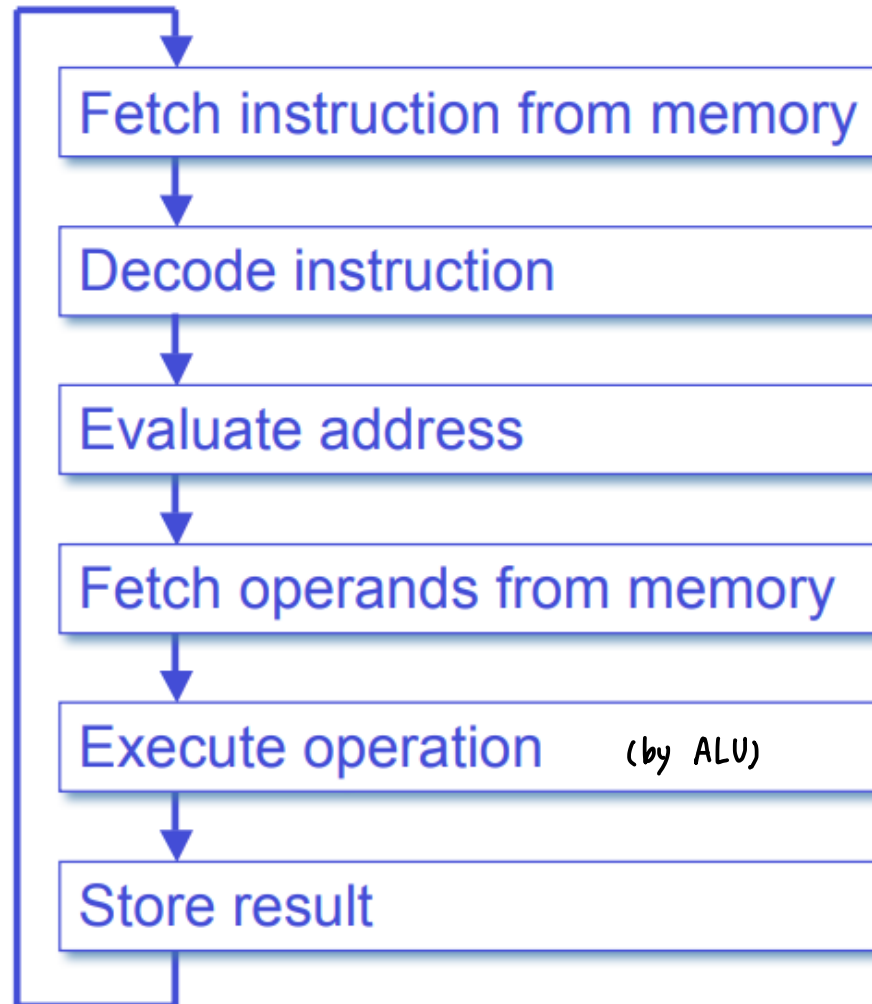 Fetch instruction from memory
Decode instruction
Evaluate address
Fetch operands from memory
Execute operation (by ALU)
Store result